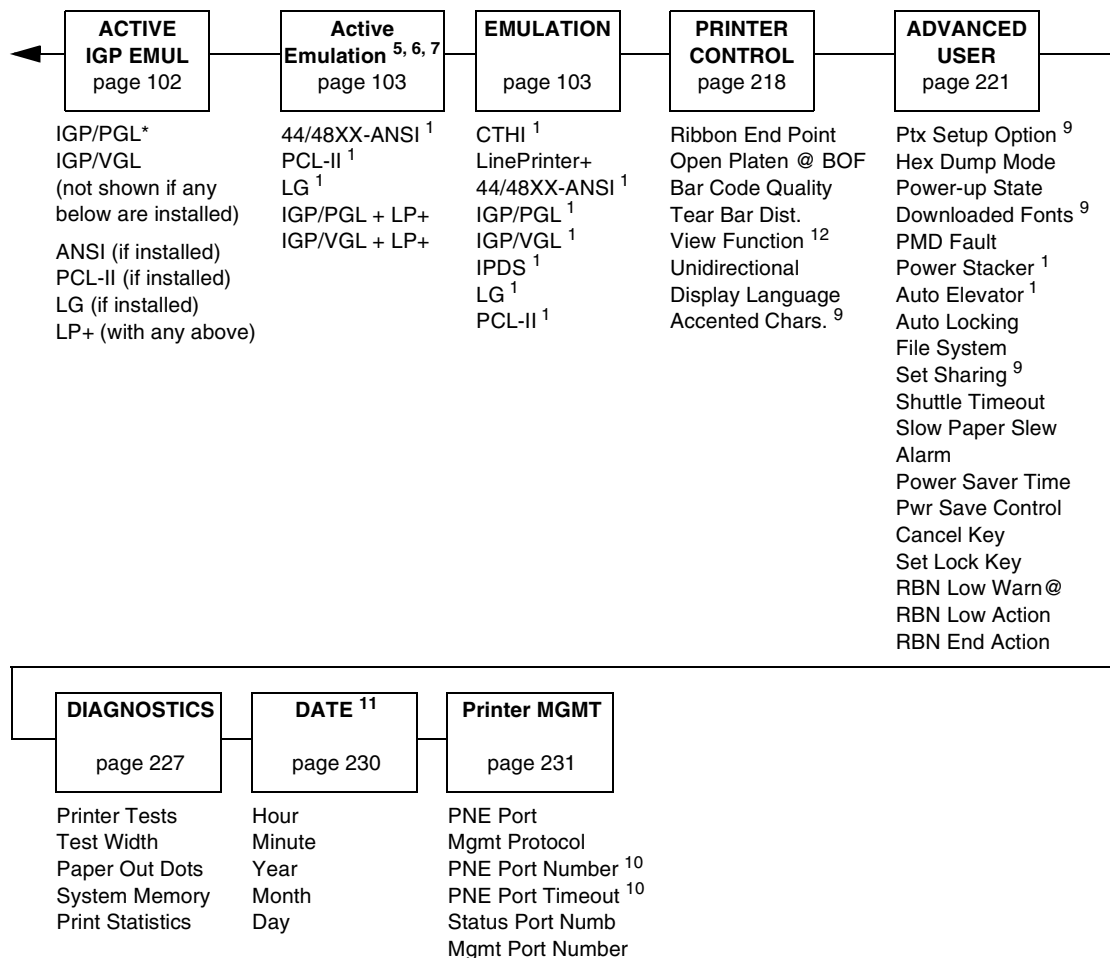 ACTIVE
IGP EMUL
page 102
IGP/PGL*
IGP/VGL
(not shown if any
below are installed)
ANSI (if installed)
PCL-II (if installed)
LG (if installed)
LP+ (with any above)
Active
Emulation 5, 6, 7
page 103
44/48XX-ANSI 1
PCL-II 1
LG 1
IGP/PGL + LP+
IGP/VGL + LP+
EMULATION
page 103
CTHI 1
LinePrinter+
44/48XX-ANSI 1
IGP/PGL 1
IGP/VGL 1
IPDS 1
LG 1
PCL-II 1
PRINTER
CONTROL
page 218
Ribbon End Point
Open Platen @ BOF
Bar Code Quality
Tear Bar Dist.
View Function 12
Unidirectional
Display Language
Accented Chars. 9
ADVANCED
USER
page 221
Ptx Setup Option 9
Hex Dump Mode
Power-up State
Downloaded Fonts 9
PMD Fault
Power Stacker 1
Auto Elevator 1
Auto Locking
File System
Set Sharing 9
Shuttle Timeout
Slow Paper Slew
Alarm
Power Saver Time
Pwr Save Control
Cancel Key
Set Lock Key
RBN Low Warn@
RBN Low Action
RBN End Action
DIAGNOSTICS
page 227
Printer Tests
Test Width
Paper Out Dots
System Memory
Print Statistics
DATE 11
page 230
Hour
Minute
Year
Month
Day
Printer MGMT
page 231
PNE Port
Mgmt Protocol
PNE Port Number 10
PNE Port Timeout 10
Status Port Numb
Mgmt Port Number